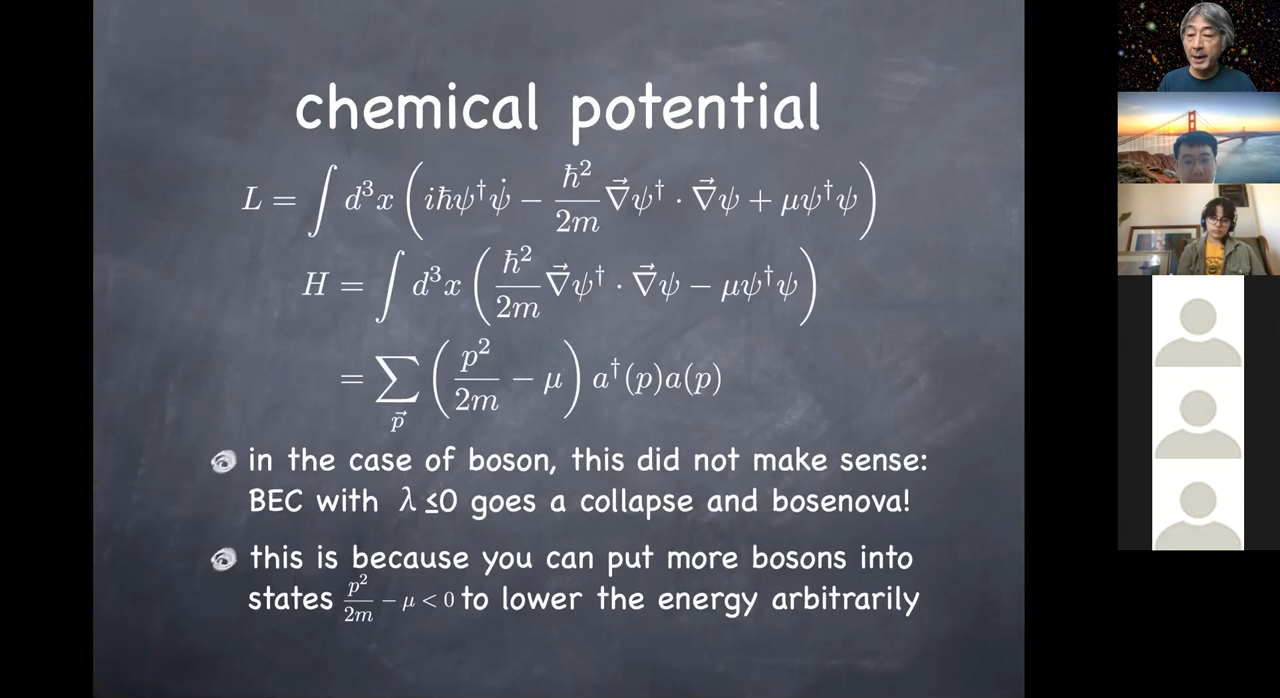 chemical potential
L = ∫ d³x ( iħψ†ψ̇ − ħ²/2m ∇⃗ψ† · ∇⃗ψ + μψ†ψ )
H = ∫ d³x ( ħ²/2m ∇⃗ψ† · ∇⃗ψ − μψ†ψ )
= ∑_p⃗ ( p²/2m − μ ) a†(p)a(p)
in the case of boson, this did not make sense:
BEC with λ ≤0 goes a collapse and bosenova!
this is because you can put more bosons into
states p²/2m − μ < 0 to lower the energy arbitrarily